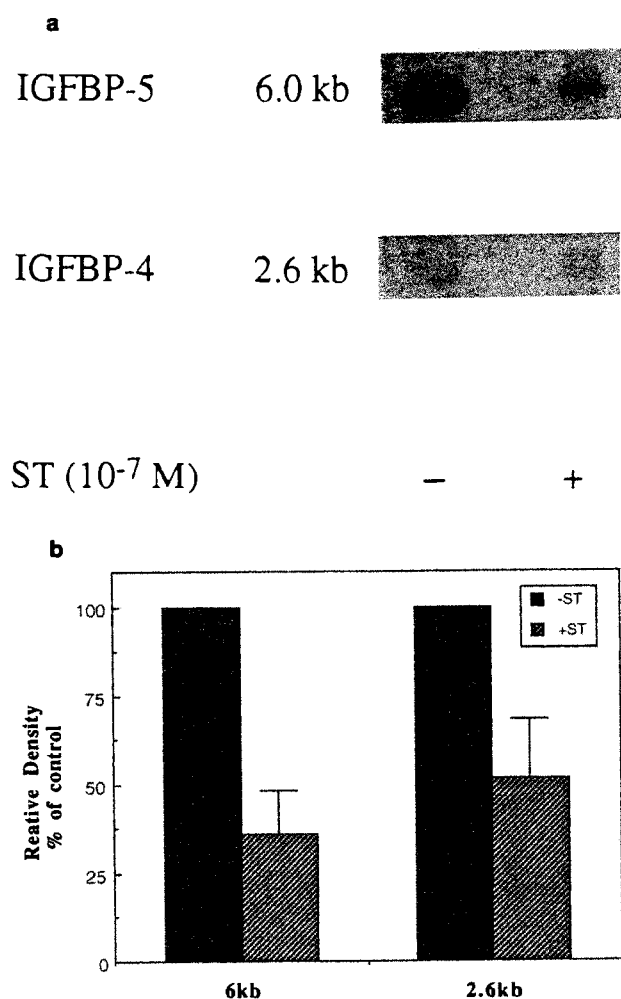 a
IGFBP-5 6.0 kb
IGFBP-4 2.6 kb
ST (10-7 M) – +
b
100
75
50
25
0
Reative Density
% of control
-ST
+ST
6kb 2.6kb